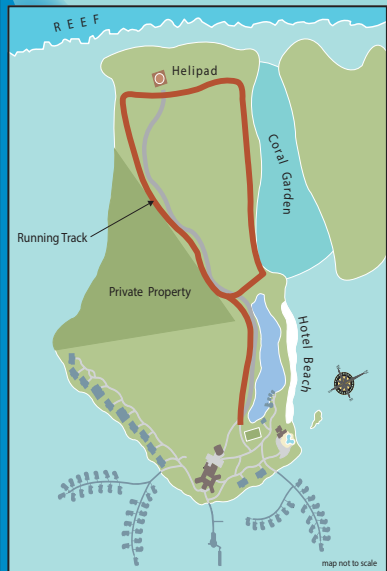 REEF
Helipad
Coral Garden
Running Track
Private Property
Hotel Beach
map not to scale